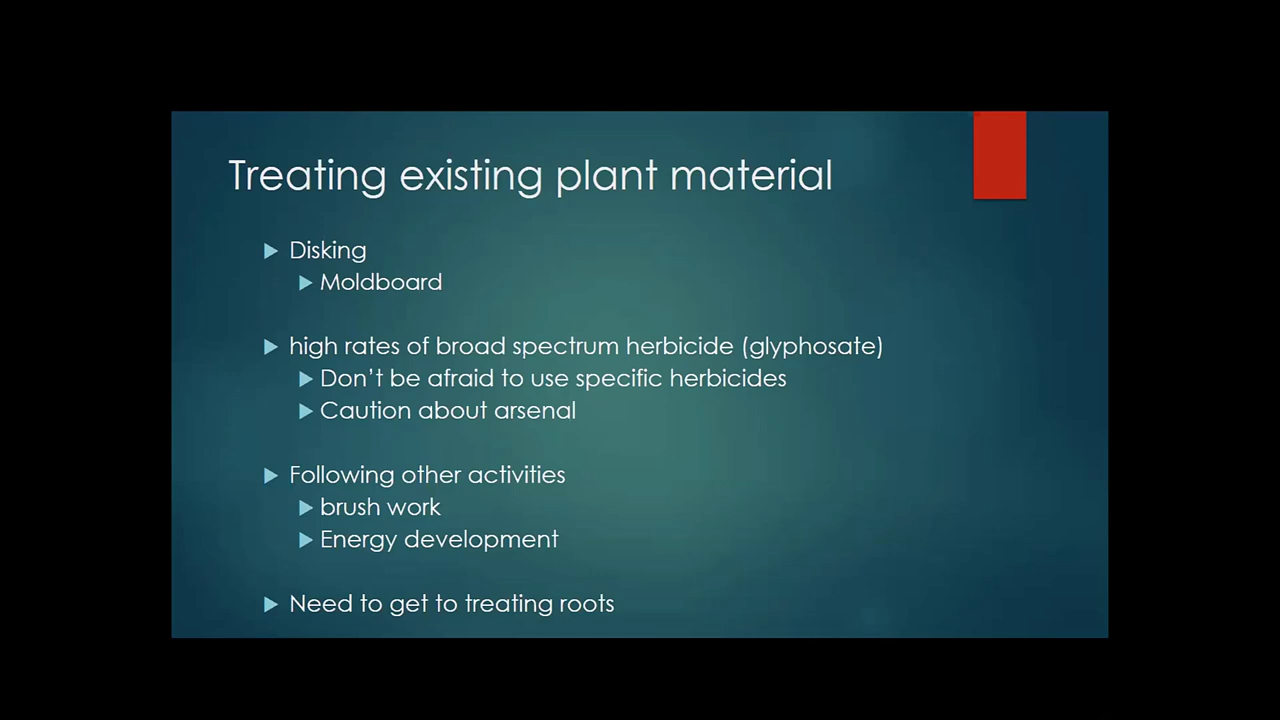 Treating existing plant material
Disking
Moldboard
high rates of broad spectrum herbicide (glyphosate)
Don't be afraid to use specific herbicides
Caution about arsenal
Following other activities
brush work
Energy development
Need to get to treating roots